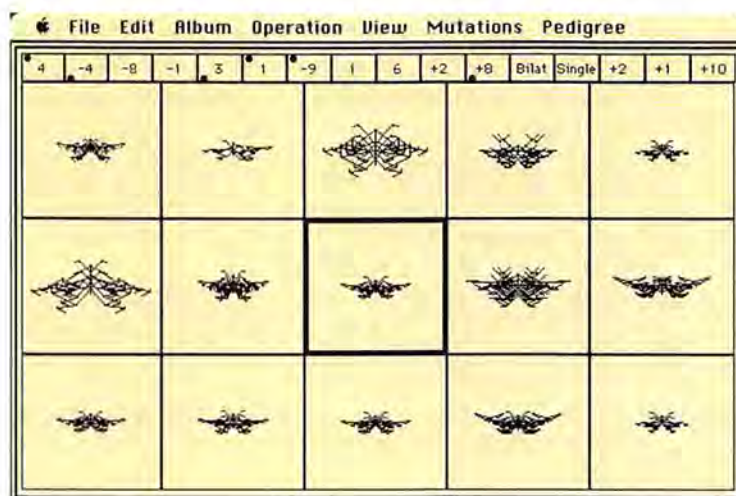 File Edit Album Operation View Mutations Pedigree
4 -4 -8 -1 3 1 -9 1 6 +2 +8 Bilat Single +2 +1 +10